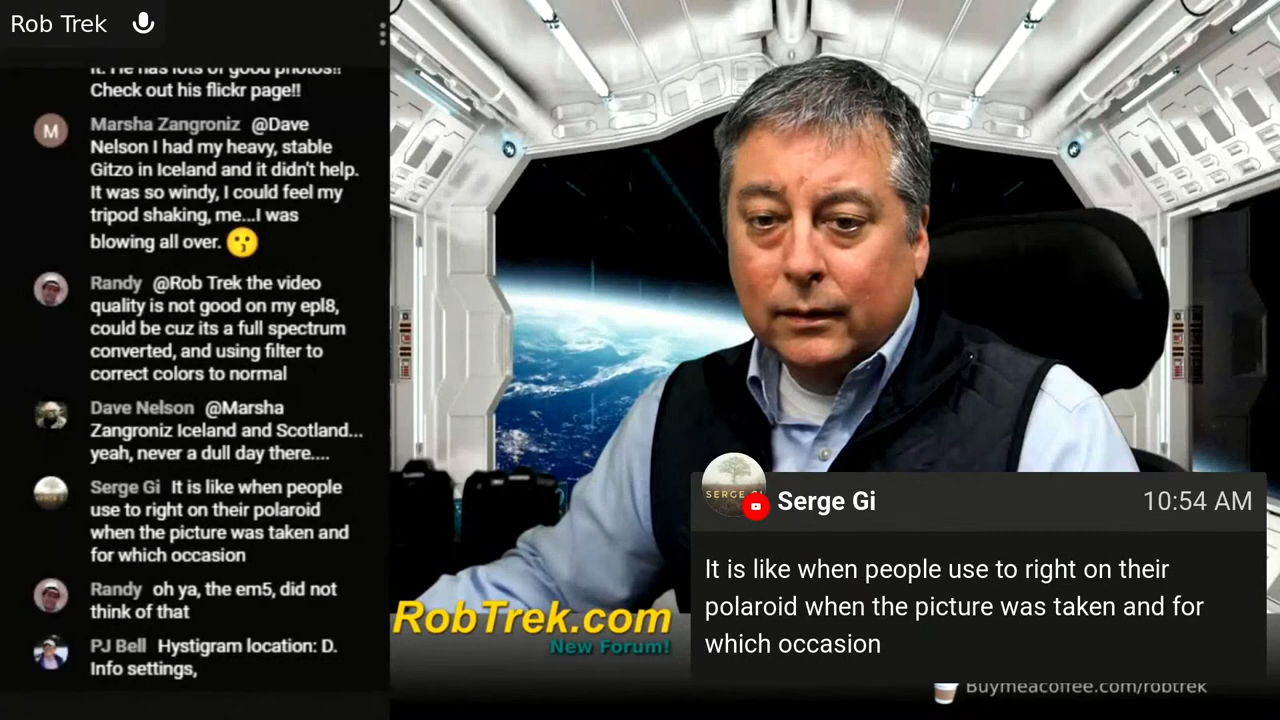 Rob Trek
it. He has lots of good photos!!
Check out his flickr page!!
M
Marsha Zangroniz @Dave
Nelson I had my heavy, stable
Gitzo in Iceland and it didn't help.
It was so windy, I could feel my
tripod shaking, me...I was
blowing all over.
Randy @Rob Trek the video
quality is not good on my epl8,
could be cuz its a full spectrum
converted, and using filter to
correct colors to normal
Dave Nelson @Marsha
Zangroniz Iceland and Scotland...
yeah, never a dull day there....
Serge Gi It is like when people
use to right on their polaroid
when the picture was taken and
for which occasion
Randy oh ya, the em5, did not
think of that
PJ Bell Hystigram location: D.
Info settings,
RobTrek.com
New Forum!
SERGE GI
Serge Gi
10:54 AM
It is like when people use to right on their
polaroid when the picture was taken and for
which occasion
Buymeacoffee.com/robtrek